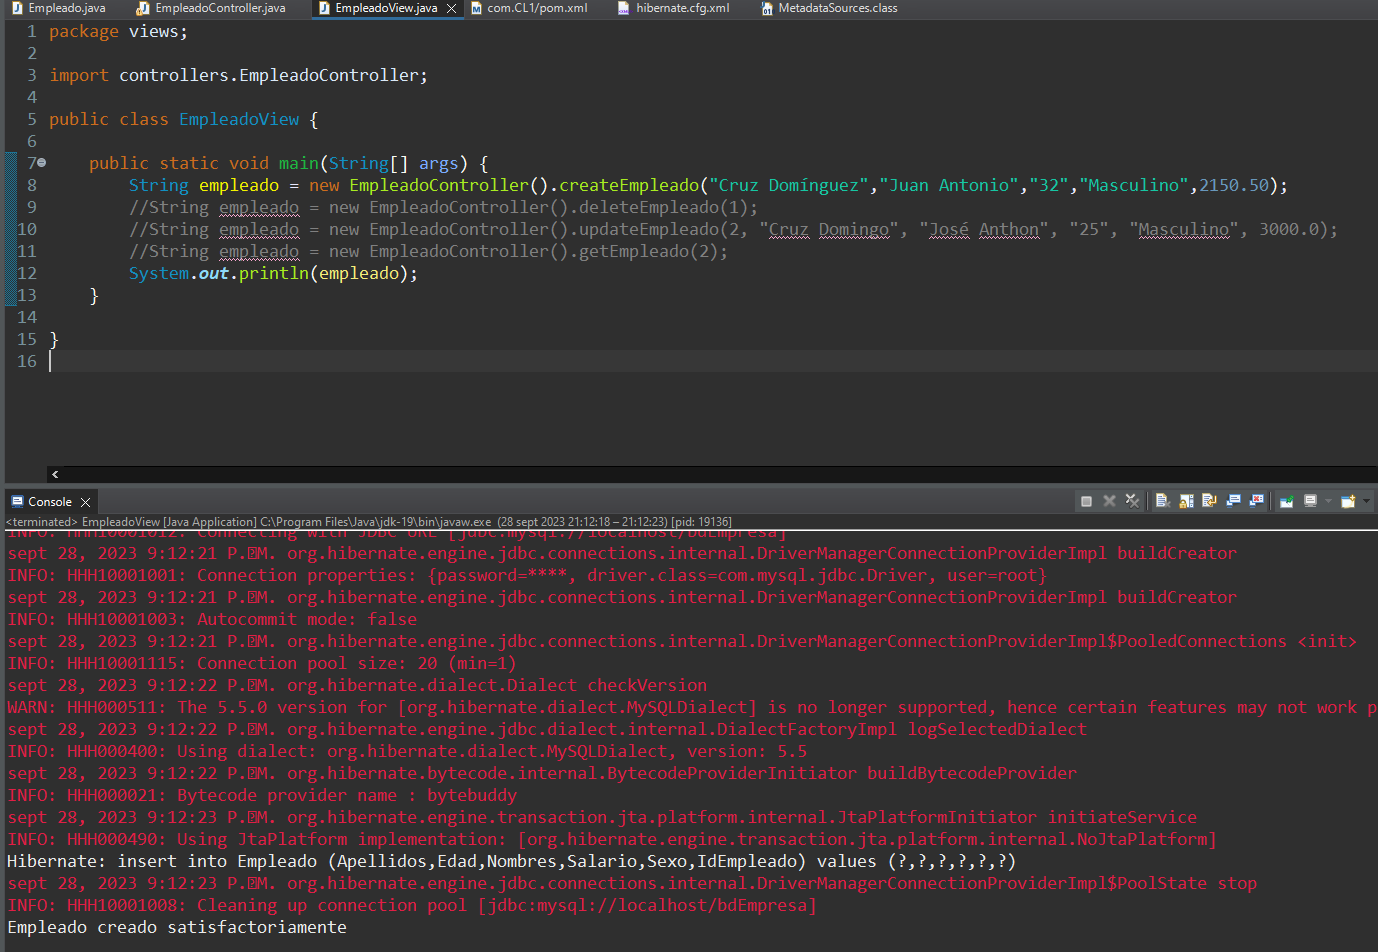 Empleado.java EmpleadoController.java EmpleadoView.java com.CL1/pom.xml hibernate.cfg.xml MetadataSources.class
1 package views;
2
3 import controllers.EmpleadoController;
4
5 public class EmpleadoView {
6
7 public static void main(String[] args) {
8 String empleado = new EmpleadoController().createEmpleado("Cruz Domínguez","Juan Antonio","32","Masculino",2150.50);
9 //String empleado = new EmpleadoController().deleteEmpleado(1);
10 //String empleado = new EmpleadoController().updateEmpleado(2, "Cruz Domingo", "José Anthon", "25", "Masculino", 3000.0);
11 //String empleado = new EmpleadoController().getEmpleado(2);
12 System.out.println(empleado);
13 }
14
15 }
16
Console
<terminated> EmpleadoView [Java Application] C:\Program Files\Java\jdk-19\bin\javaw.exe (28 sept 2023 21:12:18 – 21:12:23) [pid: 19136]
INFO: HHH10001012: Connecting with JDBC URL [jdbc:mysql://localhost/bdEmpresa]
sept 28, 2023 9:12:21 P. M. org.hibernate.engine.jdbc.connections.internal.DriverManagerConnectionProviderImpl buildCreator
INFO: HHH10001001: Connection properties: {password=****, driver.class=com.mysql.jdbc.Driver, user=root}
sept 28, 2023 9:12:21 P. M. org.hibernate.engine.jdbc.connections.internal.DriverManagerConnectionProviderImpl buildCreator
INFO: HHH10001003: Autocommit mode: false
sept 28, 2023 9:12:21 P. M. org.hibernate.engine.jdbc.connections.internal.DriverManagerConnectionProviderImpl$PooledConnections <init>
INFO: HHH10001115: Connection pool size: 20 (min=1)
sept 28, 2023 9:12:22 P. M. org.hibernate.dialect.Dialect checkVersion
WARN: HHH000511: The 5.5.0 version for [org.hibernate.dialect.MySQLDialect] is no longer supported, hence certain features may not work p
sept 28, 2023 9:12:22 P. M. org.hibernate.engine.jdbc.dialect.internal.DialectFactoryImpl logSelectedDialect
INFO: HHH000400: Using dialect: org.hibernate.dialect.MySQLDialect, version: 5.5
sept 28, 2023 9:12:22 P. M. org.hibernate.bytecode.internal.BytecodeProviderInitiator buildBytecodeProvider
INFO: HHH000021: Bytecode provider name : bytebuddy
sept 28, 2023 9:12:23 P. M. org.hibernate.engine.transaction.jta.platform.internal.JtaPlatformInitiator initiateService
INFO: HHH000490: Using JtaPlatform implementation: [org.hibernate.engine.transaction.jta.platform.internal.NoJtaPlatform]
Hibernate: insert into Empleado (Apellidos,Edad,Nombres,Salario,Sexo,IdEmpleado) values (?,?,?,?,?,?)
sept 28, 2023 9:12:23 P. M. org.hibernate.engine.jdbc.connections.internal.DriverManagerConnectionProviderImpl$PoolState stop
INFO: HHH10001008: Cleaning up connection pool [jdbc:mysql://localhost/bdEmpresa]
Empleado creado satisfactoriamente